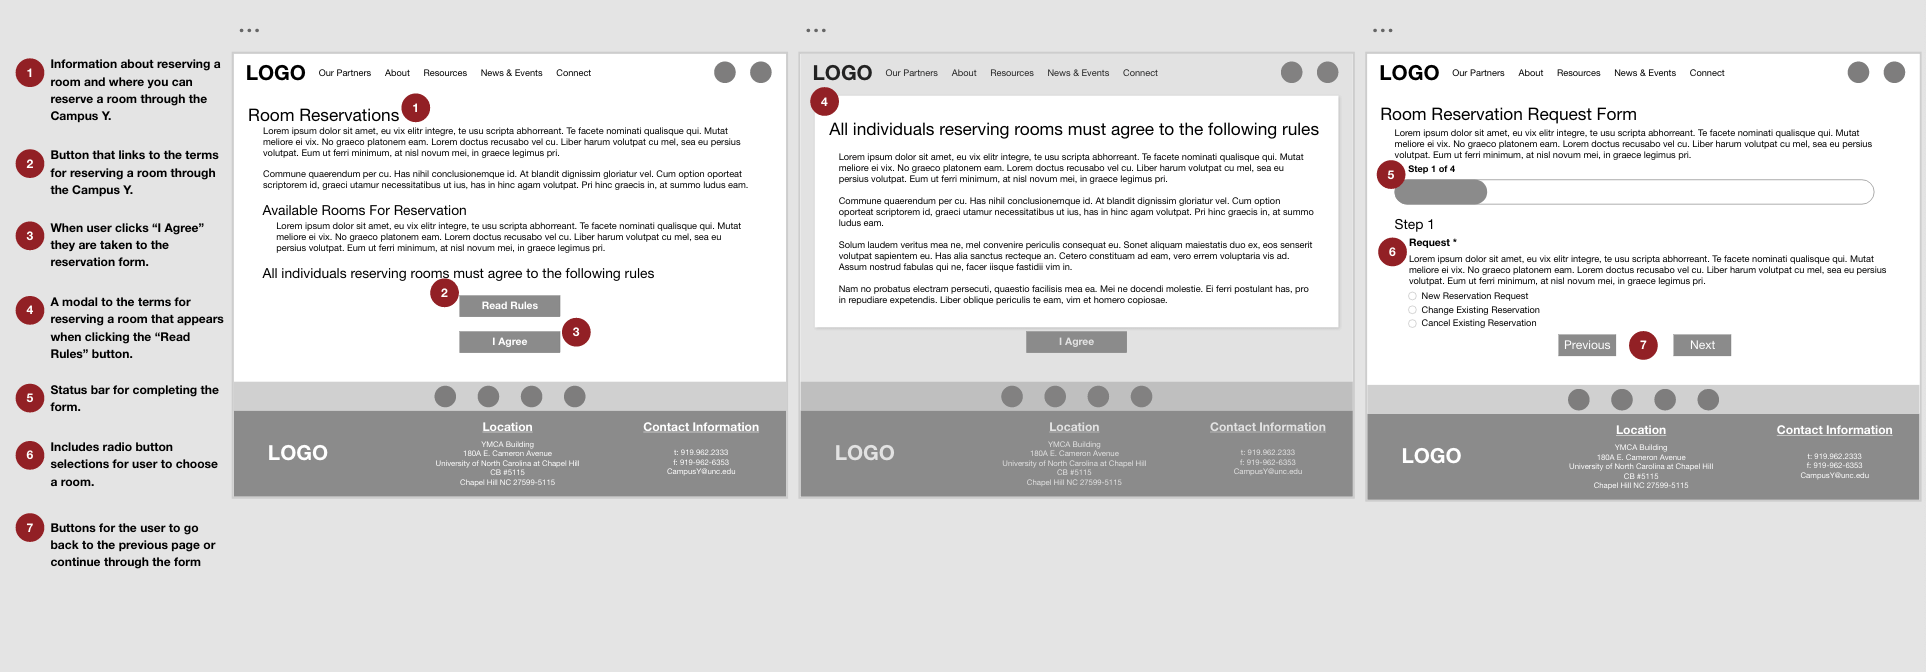 1
Information about reserving a
room and where you can
reserve a room through the
Campus Y.
2
Button that links to the terms
for reserving a room through
the Campus Y.
3
When user clicks “I Agree”
they are taken to the
reservation form.
4
A modal to the terms for
reserving a room that appears
when clicking the “Read
Rules” button.
5
Status bar for completing the
form.
6
Includes radio button
selections for user to choose
a room.
7
Buttons for the user to go
back to the previous page or
continue through the form
LOGO Our Partners About Resources News & Events Connect
Room Reservations 1
Lorem ipsum dolor sit amet, eu vix elitr integre, te usu scripta abhorreant. Te facete nominati qualisque qui. Mutat
meliore ei vix. No graeco platonem eam. Lorem doctus recusabo vel cu. Liber harum volutpat cu mel, sea eu persius
volutpat. Eum ut ferri minimum, at nisl novum mei, in graece legimus pri.
Commune quaerendum per cu. Has nihil conclusionemque id. At blandit dignissim gloriatur vel. Cum option oporteat
scriptorem id, graeci utamur necessitatibus ut ius, has in hinc agam volutpat. Pri hinc graecis in, at summo ludus eam.
Available Rooms For Reservation
Lorem ipsum dolor sit amet, eu vix elitr integre, te usu scripta abhorreant. Te facete nominati qualisque qui. Mutat
meliore ei vix. No graeco platonem eam. Lorem doctus recusabo vel cu. Liber harum volutpat cu mel, sea eu
persius volutpat. Eum ut ferri minimum, at nisl novum mei, in graece legimus pri.
All individuals reserving rooms must agree to the following rules
2
Read Rules
I Agree
3
LOGO
Location
YMCA Building
180A E. Cameron Avenue
University of North Carolina at Chapel Hill
CB #5115
Chapel Hill NC 27599-5115
Contact Information
t: 919.962.2333
f: 919-962-6353
CampusY@unc.edu
LOGO Our Partners About Resources News & Events Connect
4
All individuals reserving rooms must agree to the following rules
Lorem ipsum dolor sit amet, eu vix elitr integre, te usu scripta abhorreant. Te facete nominati qualisque qui. Mutat
meliore ei vix. No graeco platonem eam. Lorem doctus recusabo vel cu. Liber harum volutpat cu mel, sea eu
persius volutpat. Eum ut ferri minimum, at nisl novum mei, in graece legimus pri.
Commune quaerendum per cu. Has nihil conclusionemque id. At blandit dignissim gloriatur vel. Cum option
oporteat scriptorem id, graeci utamur necessitatibus ut ius, has in hinc agam volutpat. Pri hinc graecis in, at summo
ludus eam.
Solum laudem veritus mea ne, mel convenire periculis consequat eu. Sonet aliquam maiestatis duo ex, eos senserit
volutpat sapientem eu. Has alia sanctus recteque an. Cetero constituam ad eam, vero errem voluptaria vis ad.
Assum nostrud fabulas qui ne, facer iisque fastidii vim in.
Nam no probatus electram persecuti, quaestio facilisis mea ea. Mei ne docendi molestie. Ei ferri postulant has, pro
in repudiare expetendis. Liber oblique periculis te eam, vim et homero copiosae.
I Agree
LOGO
Location
YMCA Building
180A E. Cameron Avenue
University of North Carolina at Chapel Hill
CB #5115
Chapel Hill NC 27599-5115
Contact Information
t: 919.962.2333
f: 919-962-6353
CampusY@unc.edu
LOGO Our Partners About Resources News & Events Connect
Room Reservation Request Form
Lorem ipsum dolor sit amet, eu vix elitr integre, te usu scripta abhorreant. Te facete nominati qualisque qui. Mutat
meliore ei vix. No graeco platonem eam. Lorem doctus recusabo vel cu. Liber harum volutpat cu mel, sea eu persius
volutpat. Eum ut ferri minimum, at nisl novum mei, in graece legimus pri.
5
Step 1 of 4
Step 1
6
Request *
Lorem ipsum dolor sit amet, eu vix elitr integre, te usu scripta abhorreant. Te facete nominati qualisque qui. Mutat
meliore ei vix. No graeco platonem eam. Lorem doctus recusabo vel cu. Liber harum volutpat cu mel, sea eu persius
volutpat. Eum ut ferri minimum, at nisl novum mei, in graece legimus pri.
New Reservation Request
Change Existing Reservation
Cancel Existing Reservation
Previous 7 Next
LOGO
Location
YMCA Building
180A E. Cameron Avenue
University of North Carolina at Chapel Hill
CB #5115
Chapel Hill NC 27599-5115
Contact Information
t: 919.962.2333
f: 919-962-6353
CampusY@unc.edu